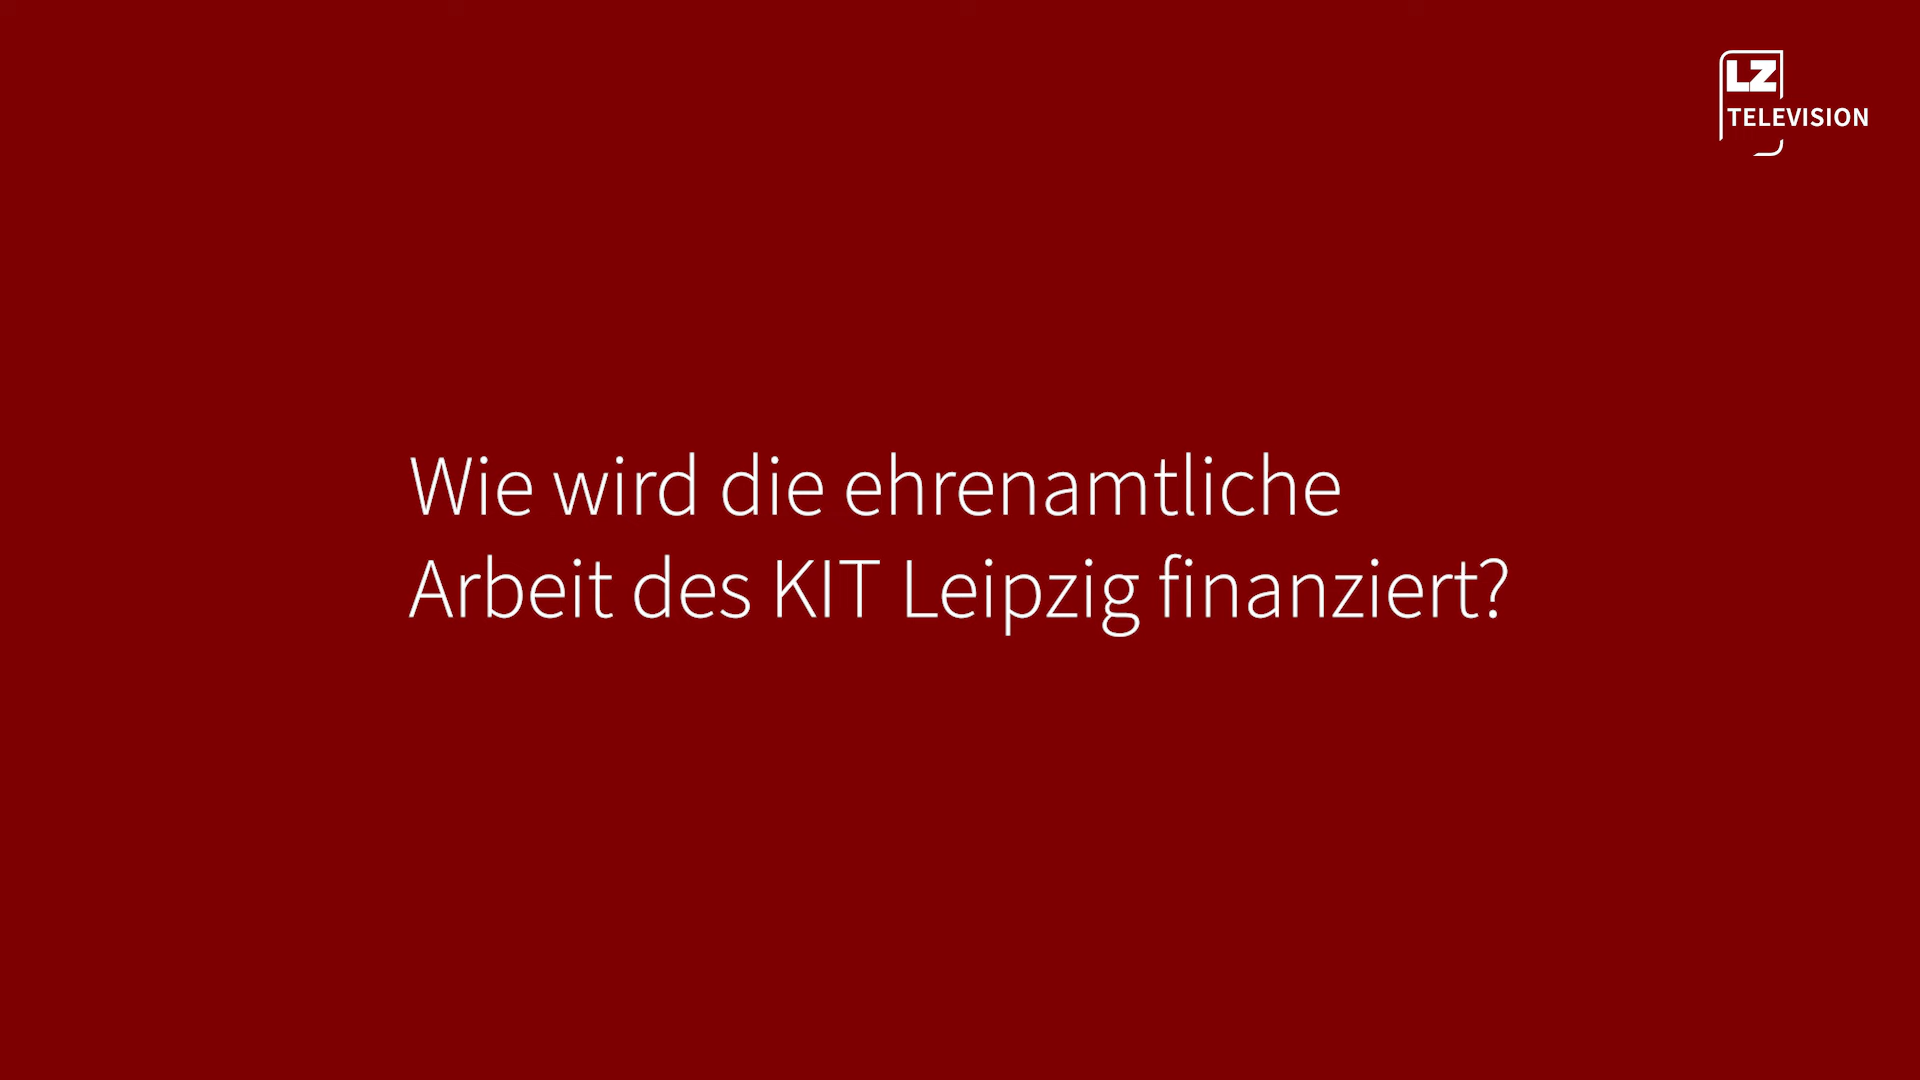 LZ
TELEVISION
Wie wird die ehrenamtliche
Arbeit des KIT Leipzig finanziert?